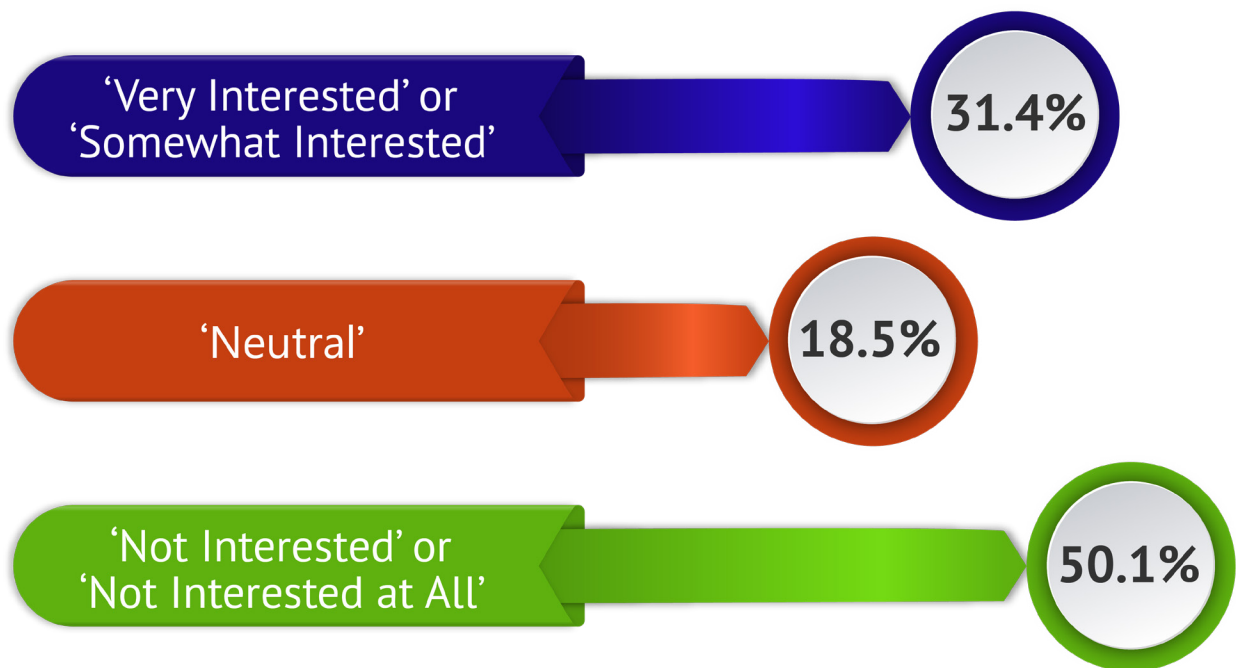 ‘Very Interested’ or
‘Somewhat Interested’
31.4%
‘Neutral’
18.5%
‘Not Interested’ or
‘Not Interested at All’
50.1%